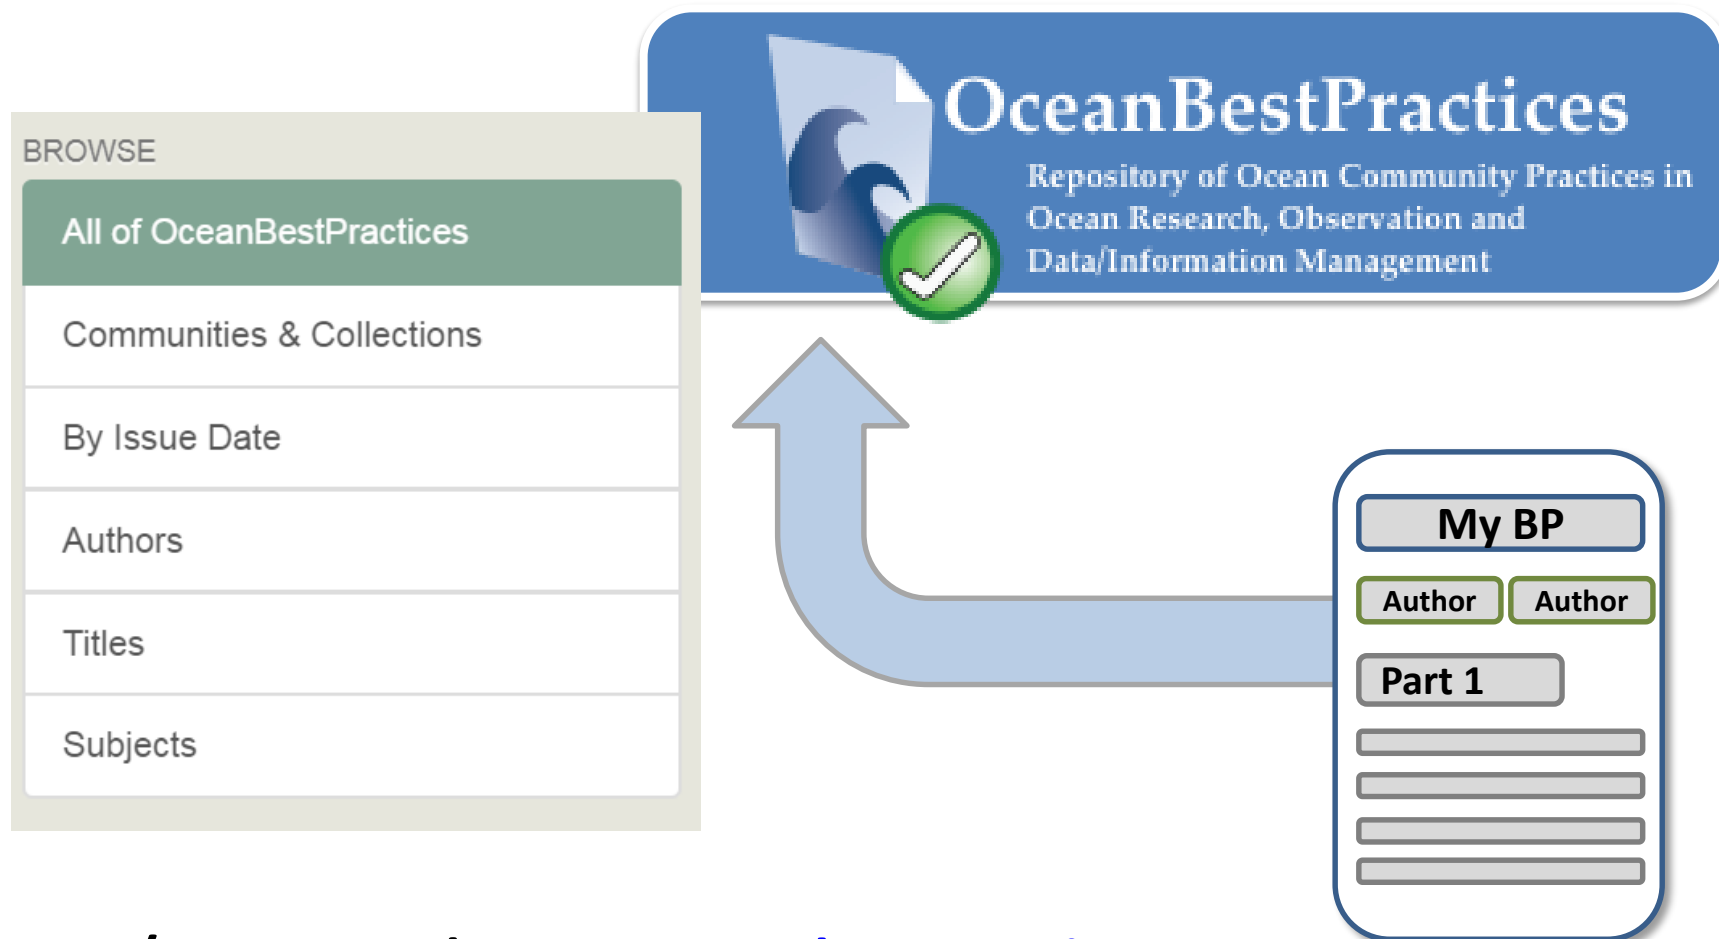 OceanBestPractices
Repository of Ocean Community Practices in
Ocean Research, Observation and
Data/Information Management
BROWSE
All of OceanBestPractices
Communities & Collections
By Issue Date
Authors
Titles
Subjects
My BP
Author Author
Part 1